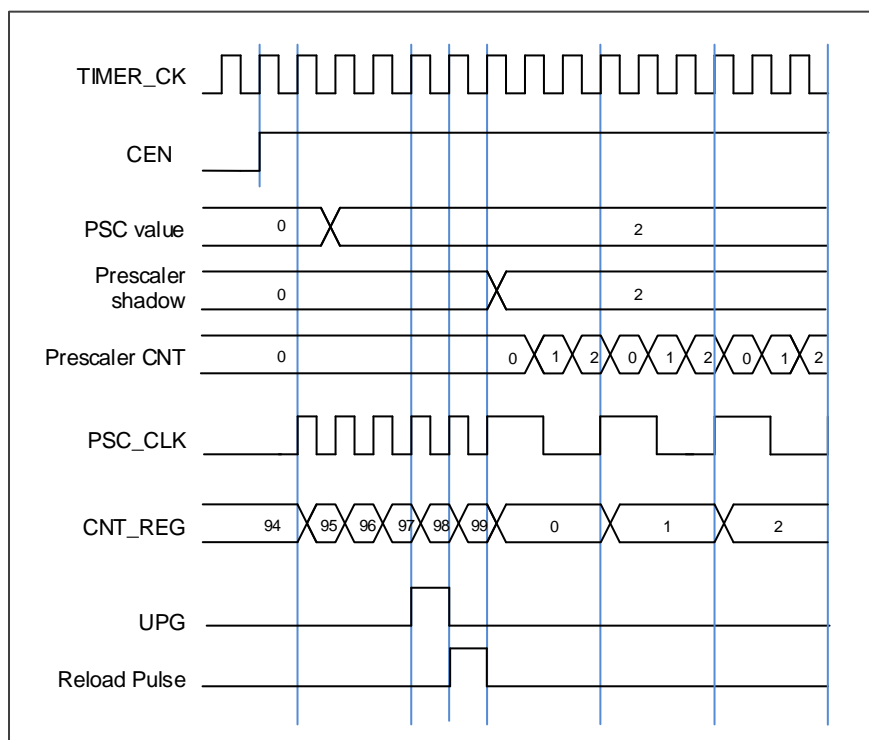 TIMER_CK
CEN
PSC value 0 2
Prescaler
shadow 0 2
Prescaler CNT 0 0 1 2 0 1 2 0 1 2
PSC_CLK
CNT_REG 94 95 96 97 98 99 0 1 2
UPG
Reload Pulse